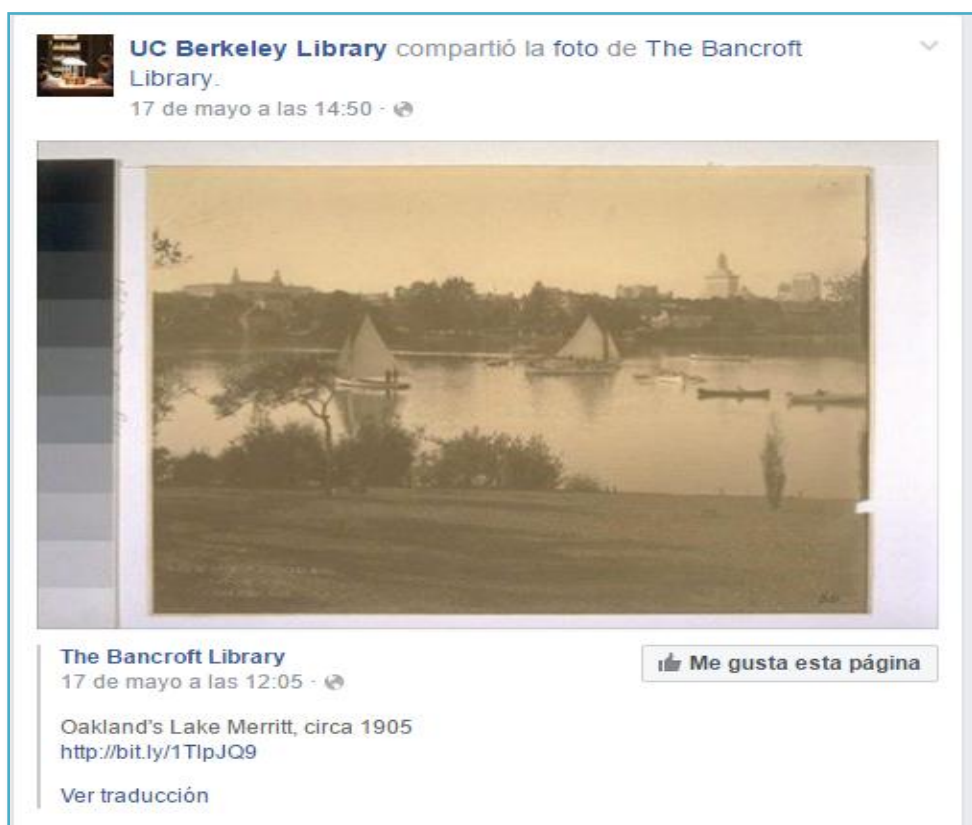 UC Berkeley Library compartió la foto de The Bancroft
Library.
17 de mayo a las 14:50 ·
The Bancroft Library
17 de mayo a las 12:05 ·
Me gusta esta página
Oakland's Lake Merritt, circa 1905
http://bit.ly/1TlpJQ9
Ver traducción